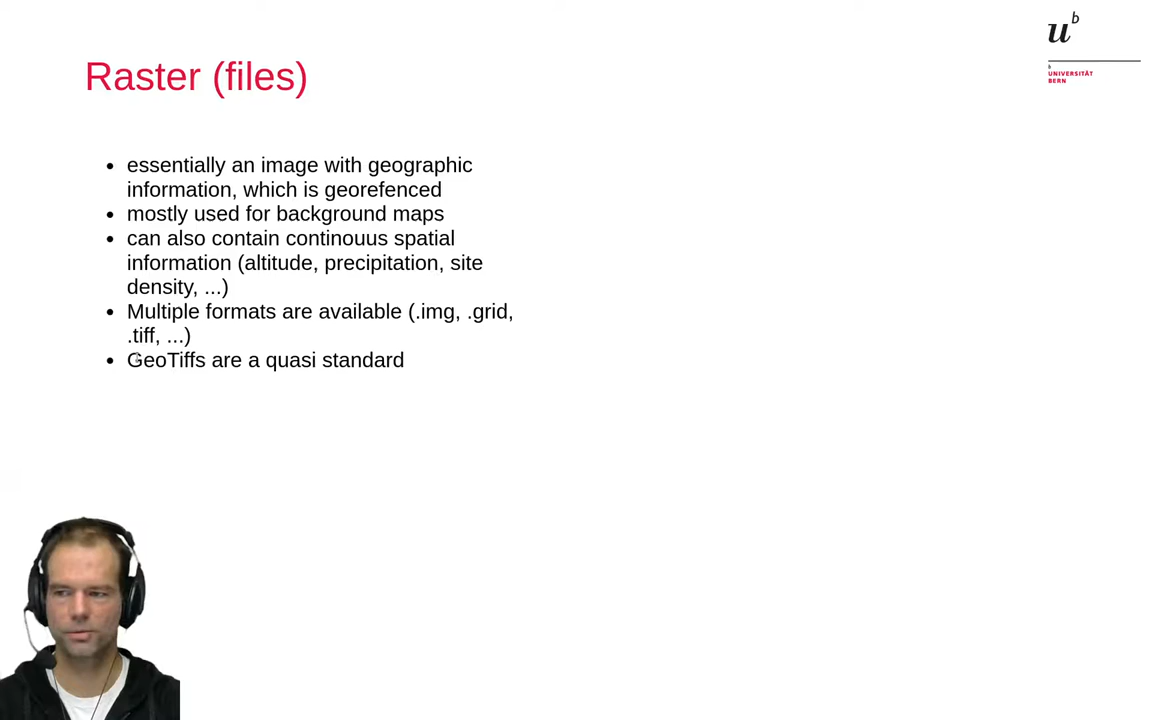 u
b
b
UNIVERSITÄT
BERN
Raster (files)
essentially an image with geographic
information, which is georefenced
mostly used for background maps
can also contain continouus spatial
information (altitude, precipitation, site
density, ...)
Multiple formats are available (.img, .grid,
.tiff, ...)
GeoTiffs are a quasi standard